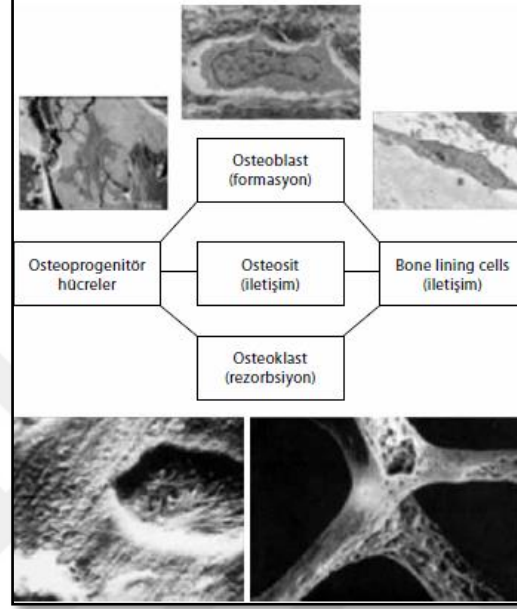 Osteoblast
(formasyon)
Osteoprogenitör
hücreler
Osteosit
(iletişim)
Bone lining cells
(iletişim)
Osteoklast
(rezorbsiyon)